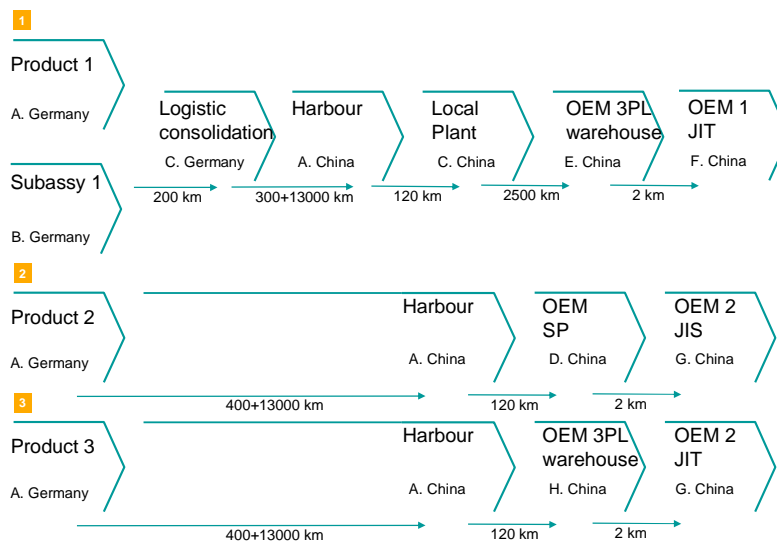 1
Product 1
A. Germany
Subassy 1
B. Germany
Logistic
consolidation
C. Germany
Harbour
A. China
Local
Plant
C. China
OEM 3PL
warehouse
E. China
OEM 1
JIT
F. China
200 km
300+13000 km
120 km
2500 km
2 km
2
Product 2
A. Germany
Harbour
A. China
OEM
SP
D. China
OEM 2
JIS
G. China
400+13000 km
120 km
2 km
3
Product 3
A. Germany
Harbour
A. China
OEM 3PL
warehouse
H. China
OEM 2
JIT
G. China
400+13000 km
120 km
2 km